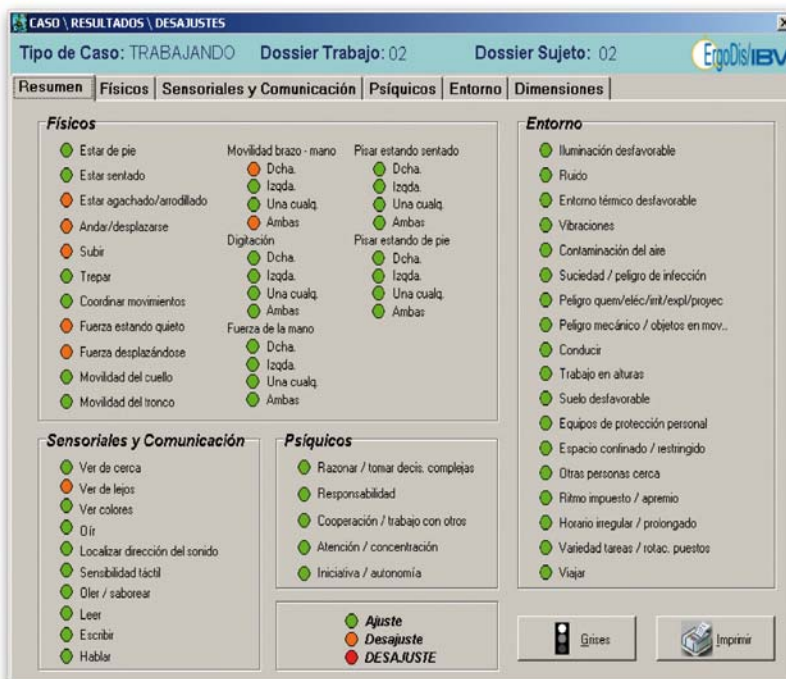 CASO \ RESULTADOS \ DESAJUSTES
Tipo de Caso: TRABAJANDO Dossier Trabajo: 02 Dossier Sujeto: 02 ErgoDis/IBV
Resumen Físicos Sensoriales y Comunicación Psíquicos Entorno Dimensiones
Físicos
Estar de pie
Estar sentado
Estar agachado/arrodillado
Andar/desplazarse
Subir
Trepar
Coordinar movimientos
Fuerza estando quieto
Fuerza desplazándose
Movilidad del cuello
Movilidad del tronco
Movilidad brazo - mano
Dcha.
Izqda.
Una cualq.
Ambas
Digitación
Dcha.
Izqda.
Una cualq.
Ambas
Fuerza de la mano
Dcha.
Izqda.
Una cualq.
Ambas
Pisar estando sentado
Dcha.
Izqda.
Una cualq.
Ambas
Pisar estando de pie
Dcha.
Izqda.
Una cualq.
Ambas
Entorno
Iluminación desfavorable
Ruido
Entorno térmico desfavorable
Vibraciones
Contaminación del aire
Suciedad / peligro de infección
Peligro quem/eléc/irrit/expl/proyec
Peligro mecánico / objetos en mov..
Conducir
Trabajo en alturas
Suelo desfavorable
Equipos de protección personal
Espacio confinado / restringido
Otras personas cerca
Ritmo impuesto / apremio
Horario irregular / prolongado
Variedad tareas / rotac. puestos
Viajar
Sensoriales y Comunicación
Ver de cerca
Ver de lejos
Ver colores
Oír
Localizar dirección del sonido
Sensibilidad táctil
Oler / saborear
Leer
Escribir
Hablar
Psíquicos
Razonar / tomar decis. complejas
Responsabilidad
Cooperación / trabajo con otros
Atención / concentración
Iniciativa / autonomía
Ajuste
Desajuste
DESAJUSTE
Grises
Imprimir